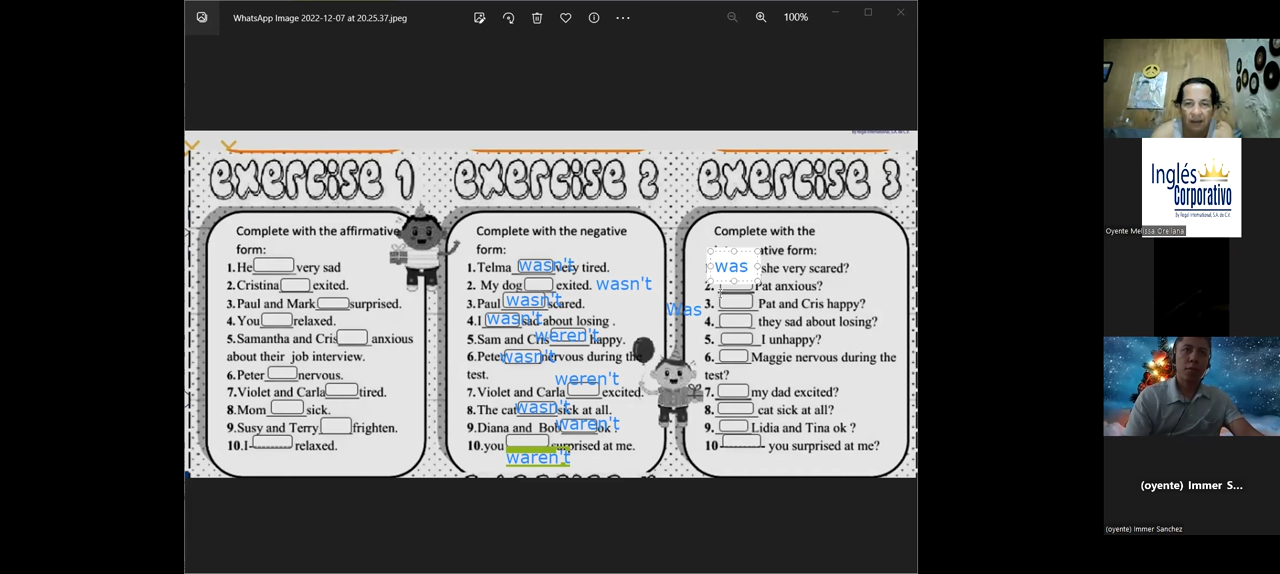 WhatsApp Image 2022-12-07 at 20.25.37.jpeg
100%
exercise 1
Complete with the affirmative
form:
1.He very sad
2.Cristina exited.
3.Paul and Mark surprised.
4.You relaxed.
5.Samantha and Cris anxious
about their job interview.
6.Peter nervous.
7.Violet and Carla tired.
8.Mom sick.
9.Susy and Terry frighten.
10.I relaxed.
exercise 2
Complete with the negative
form:
1.Telma wasn't very tired.
2. My dog exited. wasn't
3.Paul wasn't scared.
4.I wasn't sad about losing .
5.Sam and Cris weren't happy.
6.Peter wasn't nervous during the
test.
weren't
7.Violet and Carla excited.
8.The cat wasn't sick at all.
9.Diana and Bob waren't ok .
10.you surprised at me.
waren't
exercise 3
Complete with the
form:
was she very scared?
2. Pat anxious?
Was
3. Pat and Cris happy?
4. they sad about losing?
5. I unhappy?
6. Maggie nervous during the
test?
7. my dad excited?
8. cat sick at all?
9. Lidia and Tina ok ?
10 you surprised at me?
Inglés
Corporativo
By Regal International, S.A. de C.V.
Oyente Melissa Orellana
(oyente) Immer S...
(oyente) Immer Sanchez